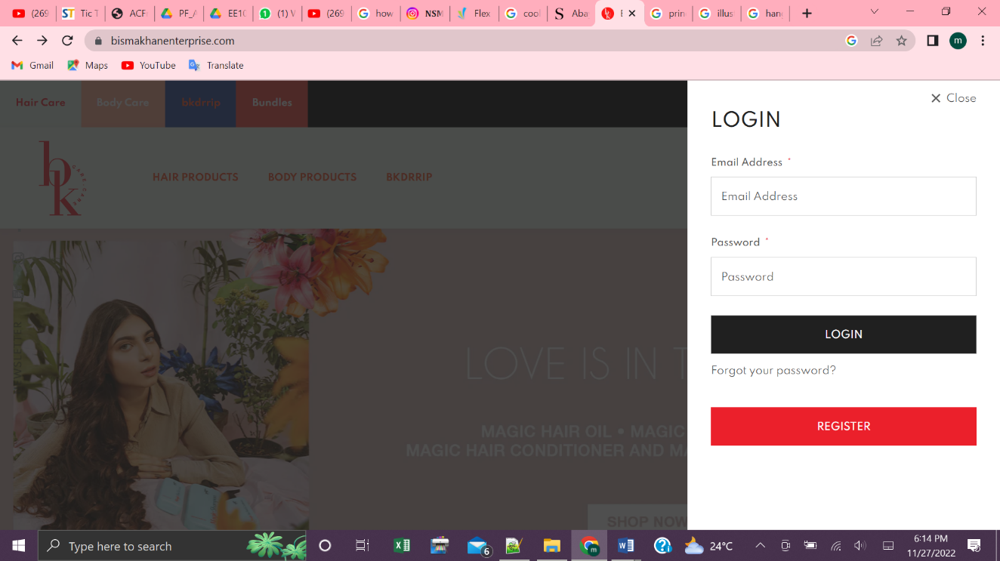 (269
Tic T
ACF
PF_A
EE10
(1) V
(269
how
NSM
Flex
cool
Aba
prin
illus
han
bismakhanenterprise.com
m
Gmail
Maps
YouTube
Translate
Hair Care
Body Care
bkdrrip
Bundles
bk
HAIR PRODUCTS
BODY PRODUCTS
BKDRRIP
LOVE IS IN T
MAGIC HAIR OIL • MAGIC
MAGIC HAIR CONDITIONER AND MA
SHOP NOW
Close
LOGIN
Email Address *
Email Address
Password *
Password
LOGIN
Forgot your password?
REGISTER
Type here to search
6
24°C
6:14 PM
11/27/2022